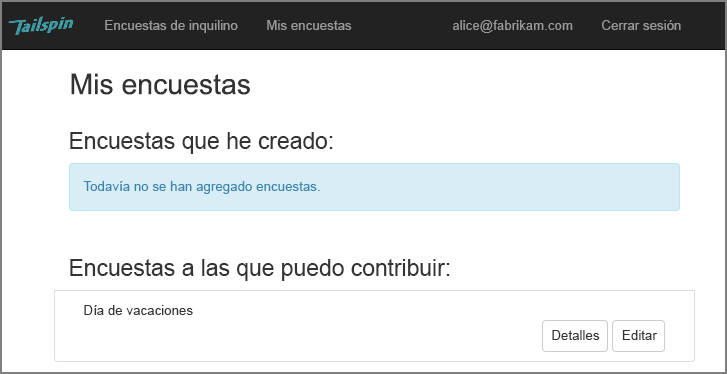 Tailspin Encuestas de inquilino Mis encuestas alice@fabrikam.com Cerrar sesión
Mis encuestas
Encuestas que he creado:
Todavía no se han agregado encuestas.
Encuestas a las que puedo contribuir:
Día de vacaciones
Detalles Editar